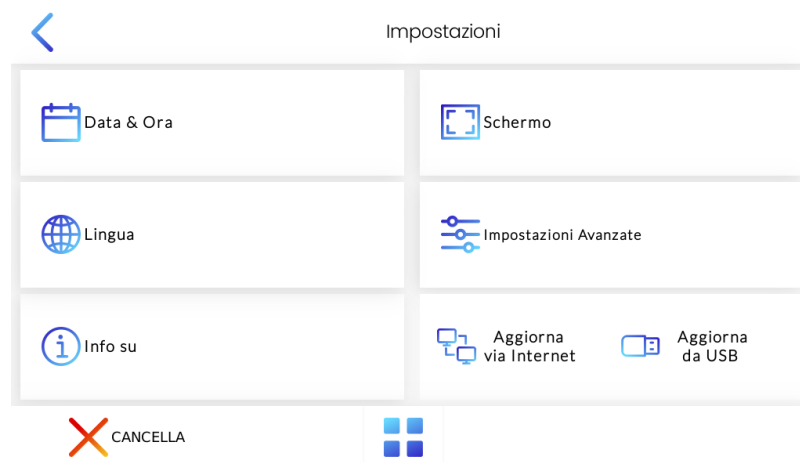 Impostazioni
Data & Ora
Schermo
Lingua
Impostazioni Avanzate
Info su
Aggiorna
via Internet
Aggiorna
da USB
CANCELLA